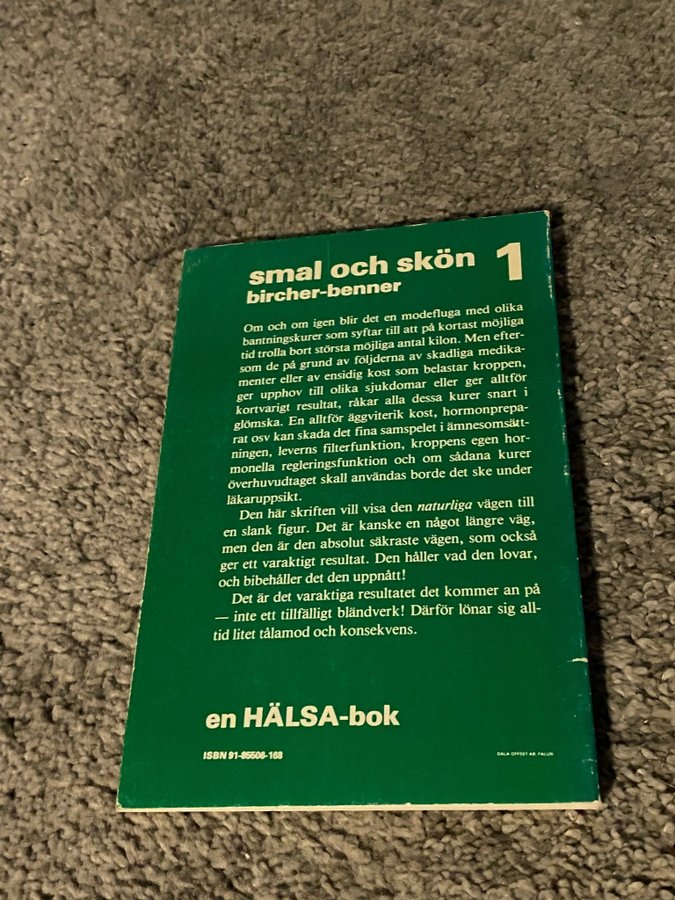 smal och skön 1
bircher-benner
Om och om igen blir det en modefluga med olika
bantningskurer som syftar till att på kortast möjliga
tid trolla bort största möjliga antal kilon. Men efter-
som de på grund av följderna av skadliga medika-
menter eller av ensidig kost som belastar kroppen,
ger upphov till olika sjukdomar eller ger alltför
kortvarigt resultat, råkar alla dessa kurer snart i
glömska. En alltför äggviterik kost, hormonprepa-
rat osv kan skada det fina samspelet i ämnesomsätt-
ningen, leverns filterfunktion, kroppens egen hor-
monella regleringsfunktion och om sådana kurer
överhuvudtaget skall användas borde det ske under
läkaruppsikt.
Den här skriften vill visa den naturliga vägen till
en slank figur. Det är kanske en något längre väg,
men den är den absolut säkraste vägen, som också
ger ett varaktigt resultat. Den håller vad den lovar,
och bibehåller det den uppnått!
Det är det varaktiga resultatet det kommer an på
— inte ett tillfälligt bländverk! Därför lönar sig all-
tid litet tålamod och konsekvens.
en HÄLSA-bok
ISBN 91-85506-168
DALA OFFSET AB, FALUN